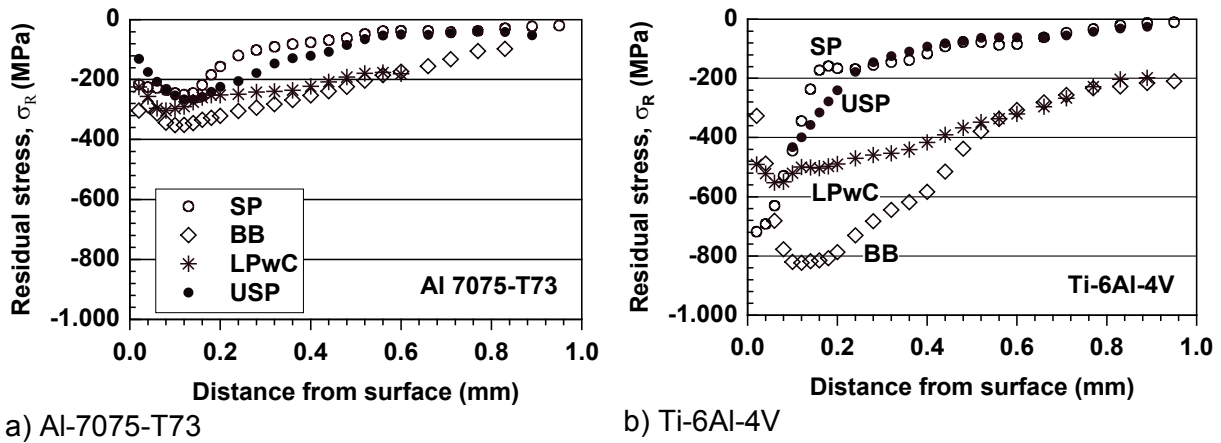 0
-200
-400
-600
-800
-1.000
Residual stress, σR (MPa)
SP
BB
LPwC
USP
Al 7075-T73
0.0 0.2 0.4 0.6 0.8 1.0
Distance from surface (mm)
a) Al-7075-T73
0
-200
-400
-600
-800
-1.000
Residual stress, σR (MPa)
SP
USP
LPwC
BB
Ti-6Al-4V
0.0 0.2 0.4 0.6 0.8 1.0
Distance from surface (mm)
b) Ti-6Al-4V